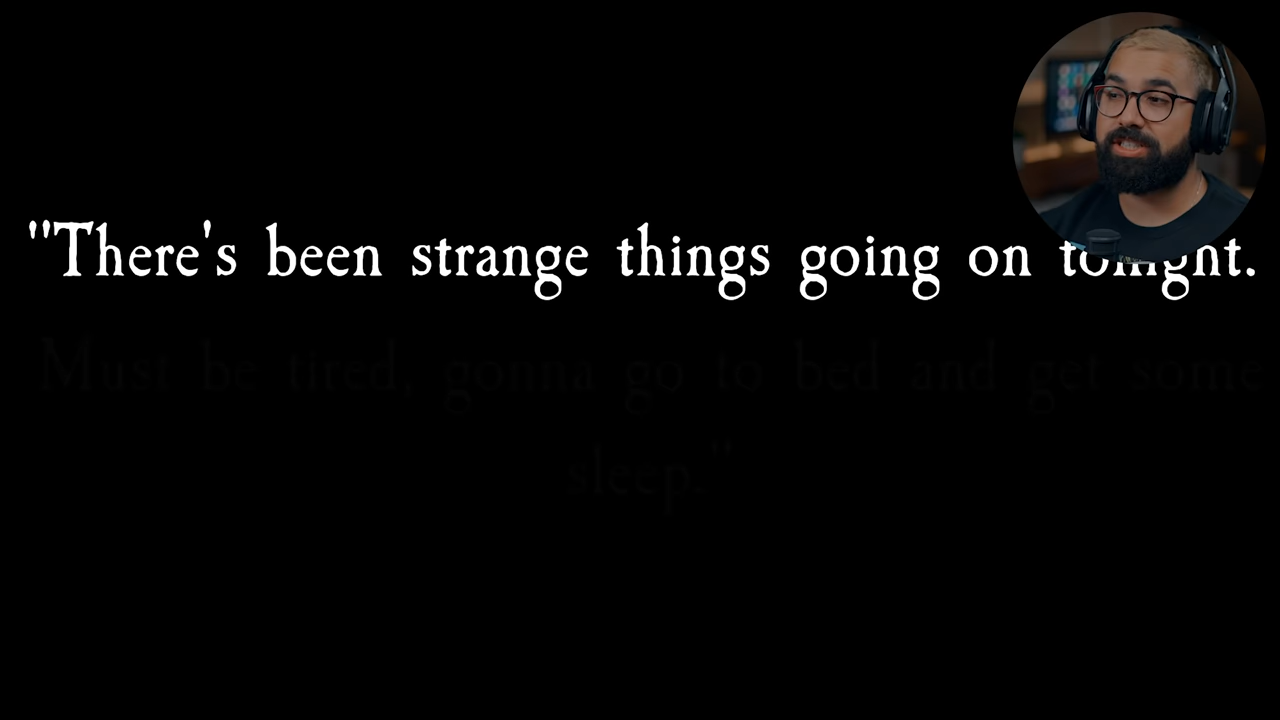 "There's been strange things going on tonight.
Must be tired, gonna go to bed and get some
sleep."